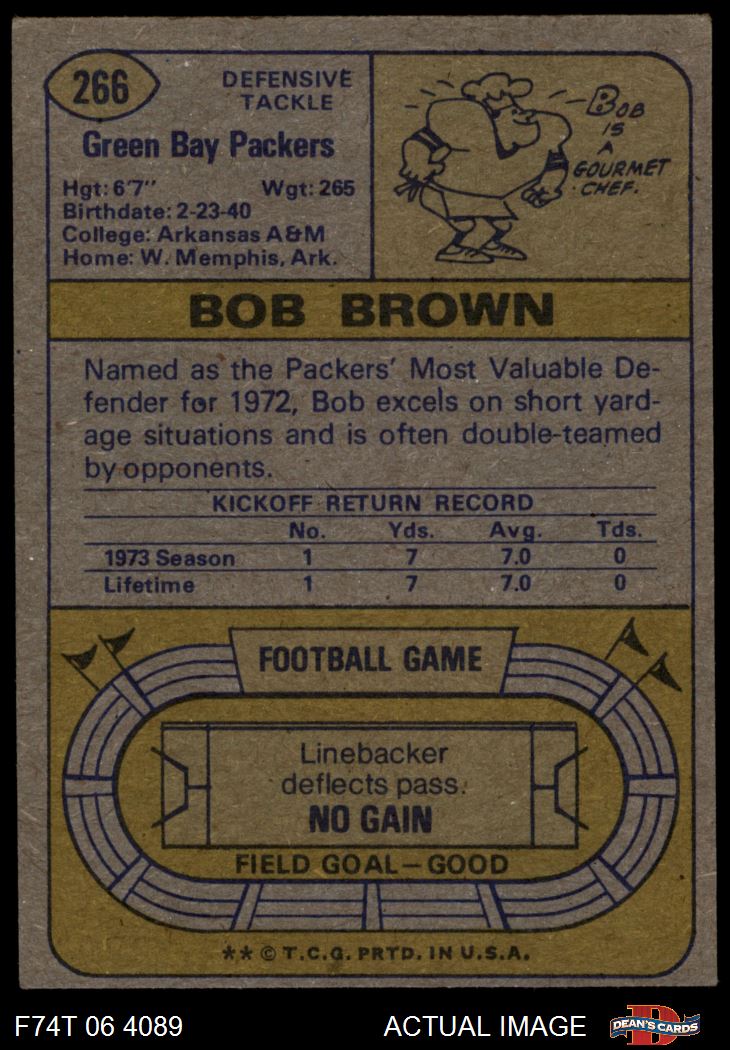 266
DEFENSIVE
TACKLE
Green Bay Packers
Hgt: 6'7" Wgt: 265
Birthdate: 2-23-40
College: Arkansas A&M
Home: W. Memphis, Ark.
BOB
IS
A
GOURMET
CHEF.
BOB BROWN
Named as the Packers' Most Valuable De-
fender for 1972, Bob excels on short yard-
age situations and is often double-teamed
by opponents.
KICKOFF RETURN RECORD
No. Yds. Avg. Tds.
1973 Season 1 7 7.0 0
Lifetime 1 7 7.0 0
FOOTBALL GAME
Linebacker
deflects pass.
NO GAIN
FIELD GOAL—GOOD
** © T.C.G. PRTD. IN U.S.A.
F74T 06 4089 ACTUAL IMAGE
D
DEAN'S CARDS